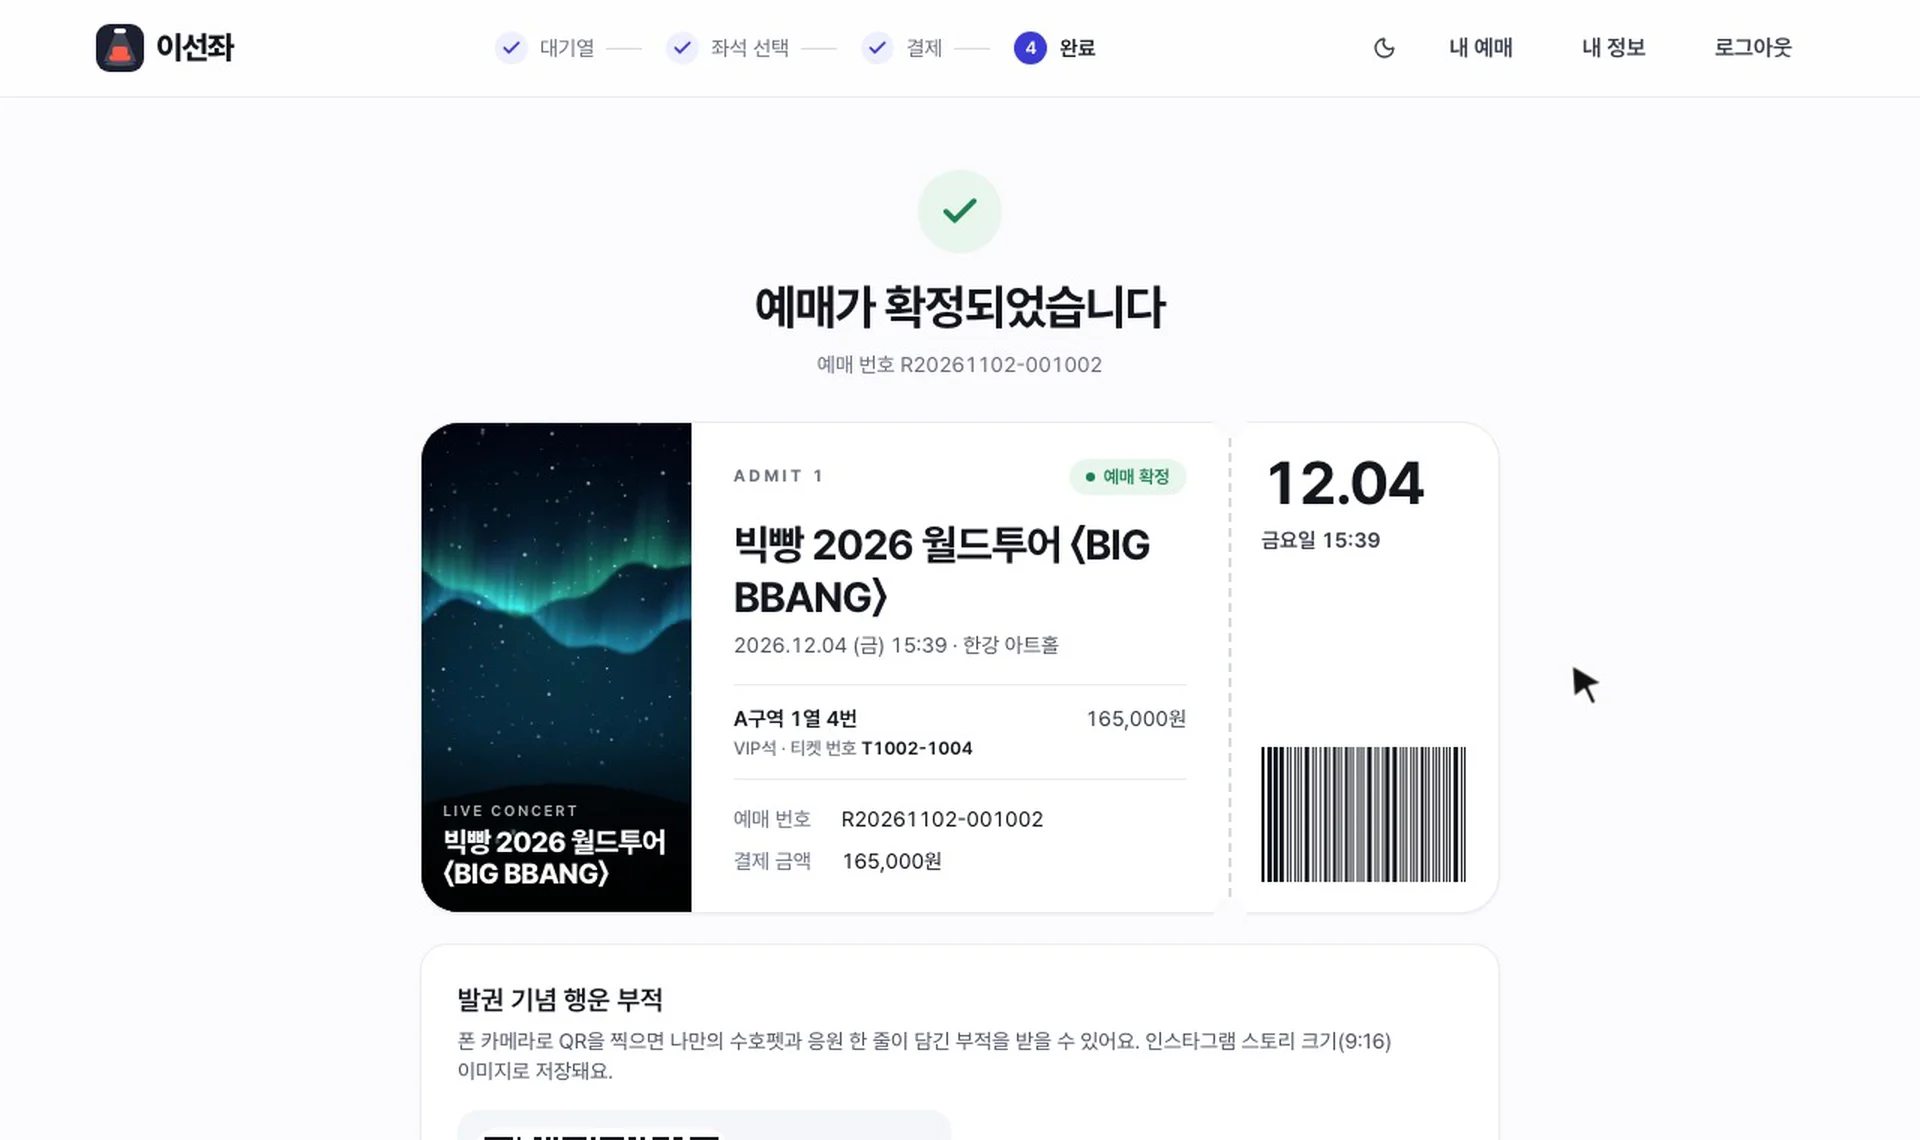 이선좌
대기열
좌석 선택
결제
4 완료
내 예매
내 정보
로그아웃
예매가 확정되었습니다
예매 번호 R20261102-001002
LIVE CONCERT
빅빵 2026 월드투어
〈BIG BBANG〉
ADMIT 1
예매 확정
빅빵 2026 월드투어 〈BIG
BBANG〉
2026.12.04 (금) 15:39 · 한강 아트홀
A구역 1열 4번 165,000원
VIP석 · 티켓 번호 T1002-1004
예매 번호 R20261102-001002
결제 금액 165,000원
12.04
금요일 15:39
발권 기념 행운 부적
폰 카메라로 QR을 찍으면 나만의 수호펫과 응원 한 줄이 담긴 부적을 받을 수 있어요. 인스타그램 스토리 크기(9:16)
이미지로 저장돼요.